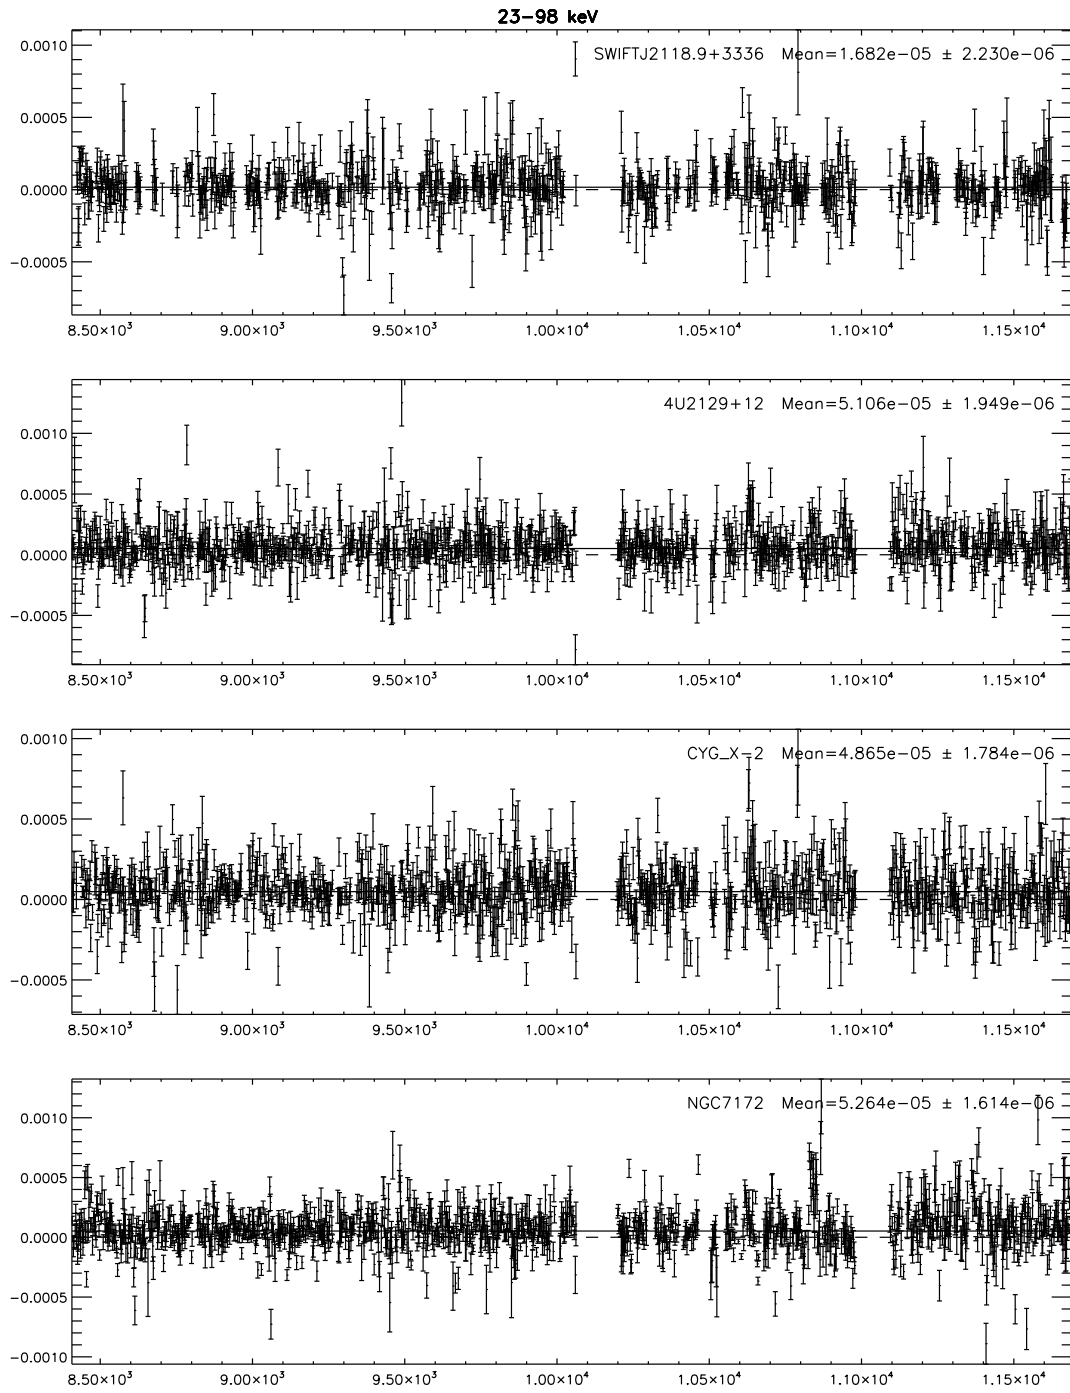 23-98 keV
SWIFTJ2118.9+3336 Mean=1.682e-05 ± 2.230e-06
0.0010
0.0005
0.0000
-0.0005
8.50×10³ 9.00×10³ 9.50×10³ 1.00×10⁴ 1.05×10⁴ 1.10×10⁴ 1.15×10⁴
4U2129+12 Mean=5.106e-05 ± 1.949e-06
0.0010
0.0005
0.0000
-0.0005
8.50×10³ 9.00×10³ 9.50×10³ 1.00×10⁴ 1.05×10⁴ 1.10×10⁴ 1.15×10⁴
CYG_X-2 Mean=4.865e-05 ± 1.784e-06
0.0010
0.0005
0.0000
-0.0005
8.50×10³ 9.00×10³ 9.50×10³ 1.00×10⁴ 1.05×10⁴ 1.10×10⁴ 1.15×10⁴
NGC7172 Mean=5.264e-05 ± 1.614e-06
0.0010
0.0005
0.0000
-0.0005
-0.0010
8.50×10³ 9.00×10³ 9.50×10³ 1.00×10⁴ 1.05×10⁴ 1.10×10⁴ 1.15×10⁴